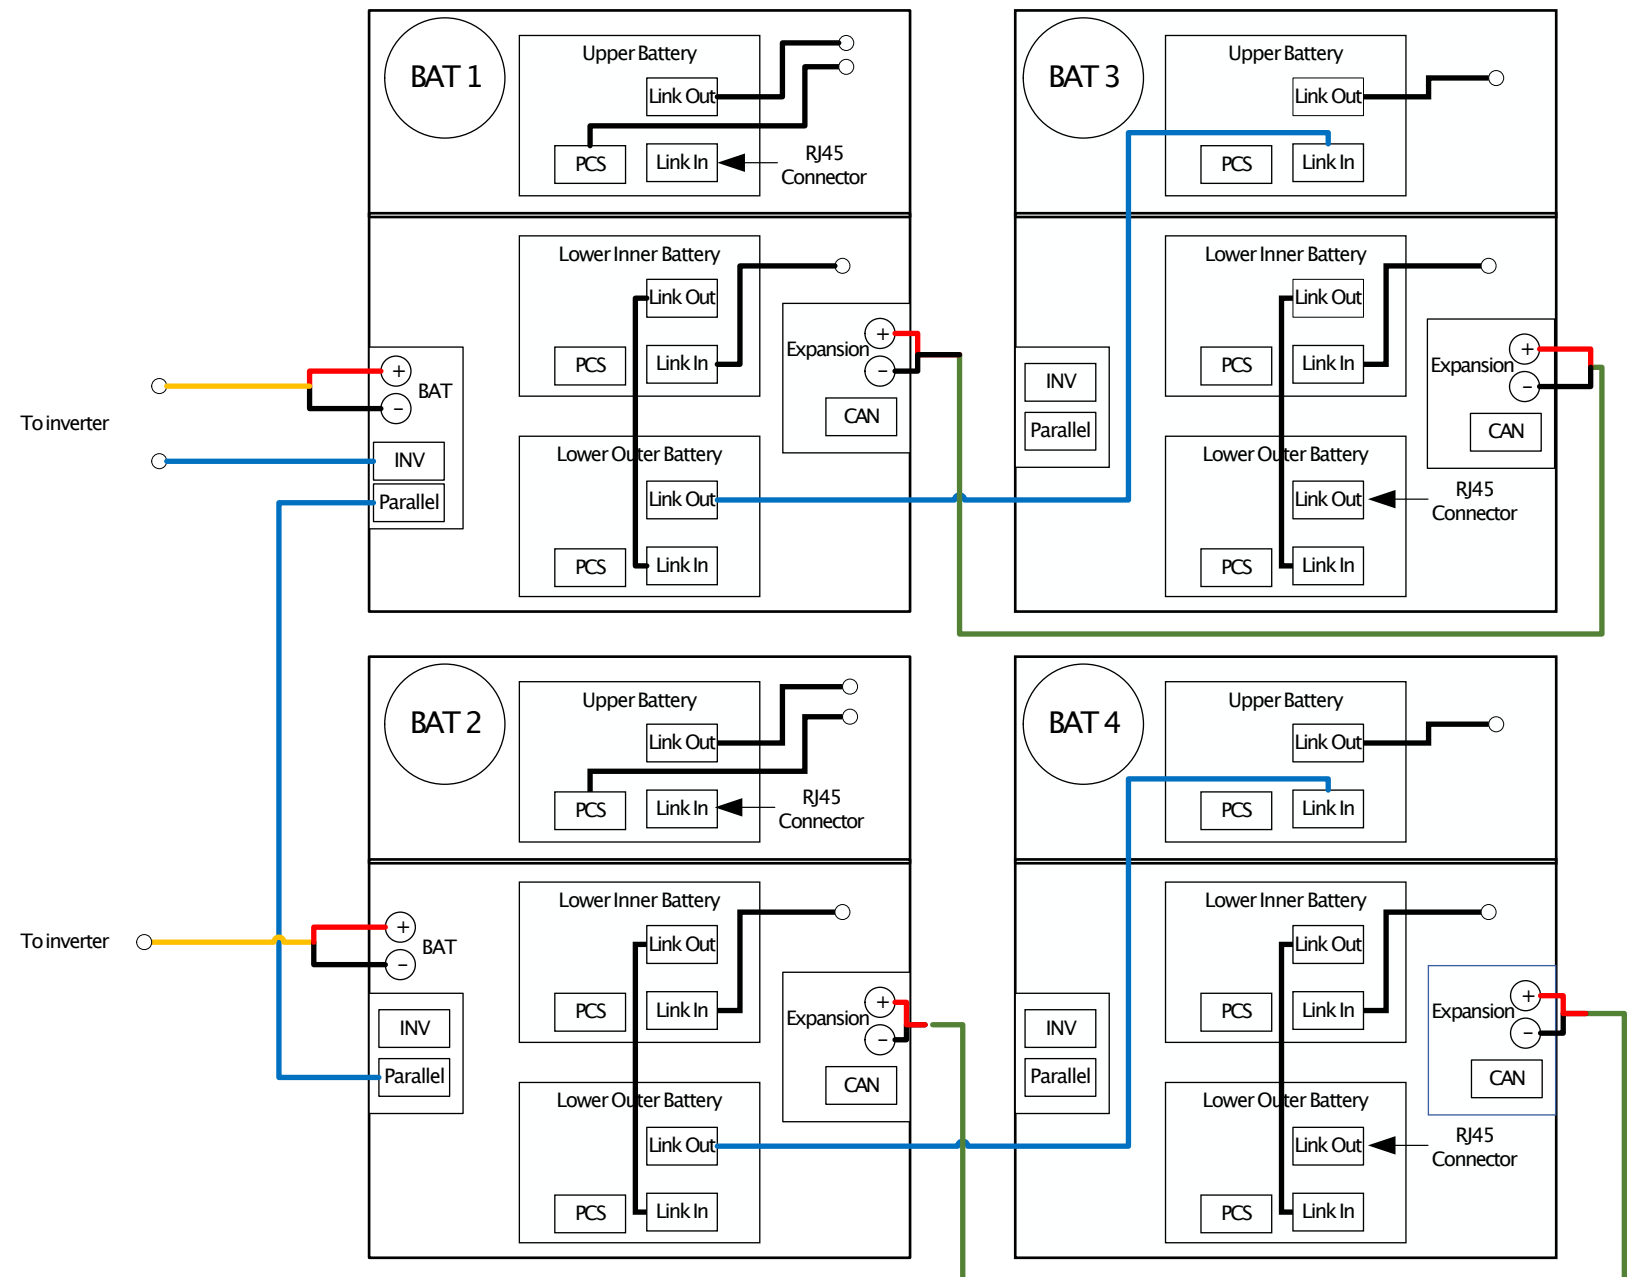 BAT 1
Upper Battery
Link Out
PCS
Link In
RJ45
Connector
Lower Inner Battery
Link Out
PCS
Link In
Expansion
+
−
CAN
+
−
BAT
INV
Parallel
Lower Outer Battery
Link Out
PCS
Link In
To inverter
BAT 3
Upper Battery
Link Out
PCS
Link In
Lower Inner Battery
Link Out
PCS
Link In
Expansion
+
−
CAN
INV
Parallel
Lower Outer Battery
Link Out
RJ45
Connector
PCS
Link In
BAT 2
Upper Battery
Link Out
PCS
Link In
RJ45
Connector
Lower Inner Battery
Link Out
PCS
Link In
Expansion
+
−
CAN
To inverter
+
−
BAT
INV
Parallel
Lower Outer Battery
Link Out
PCS
Link In
BAT 4
Upper Battery
Link Out
PCS
Link In
Lower Inner Battery
Link Out
PCS
Link In
Expansion
+
−
CAN
INV
Parallel
Lower Outer Battery
Link Out
RJ45
Connector
PCS
Link In